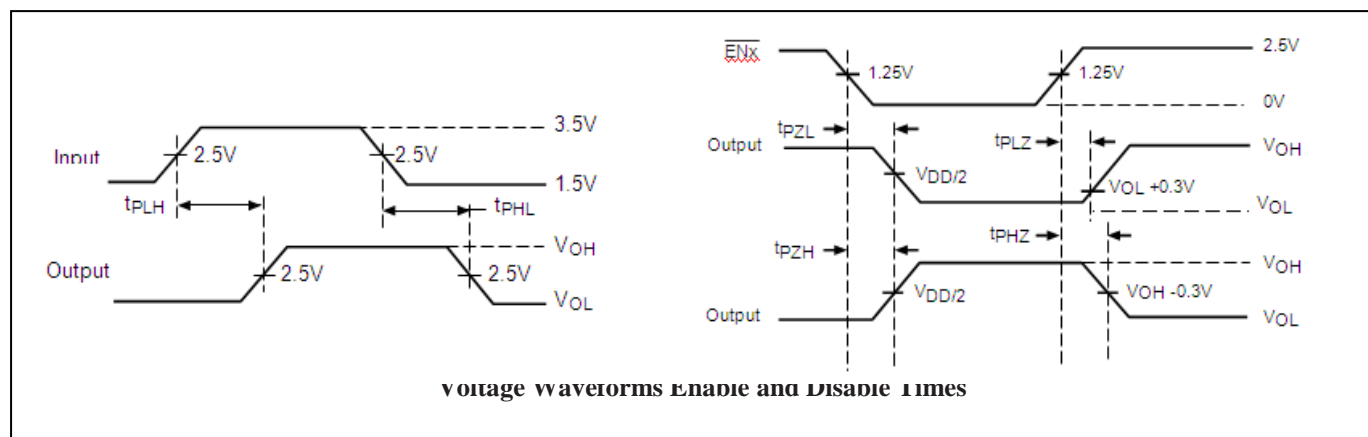 Input
2.5V
2.5V
3.5V
1.5V
tPLH
tPHL
Output
2.5V
2.5V
VOH
VOL
ENx
1.25V
1.25V
2.5V
0V
Output
tPZL
VDD/2
tPLZ
VOL +0.3V
VOH
VOL
tPZH
Output
VDD/2
tPHZ
VOH -0.3V
VOH
VOL
Voltage Waveforms Enable and Disable Times